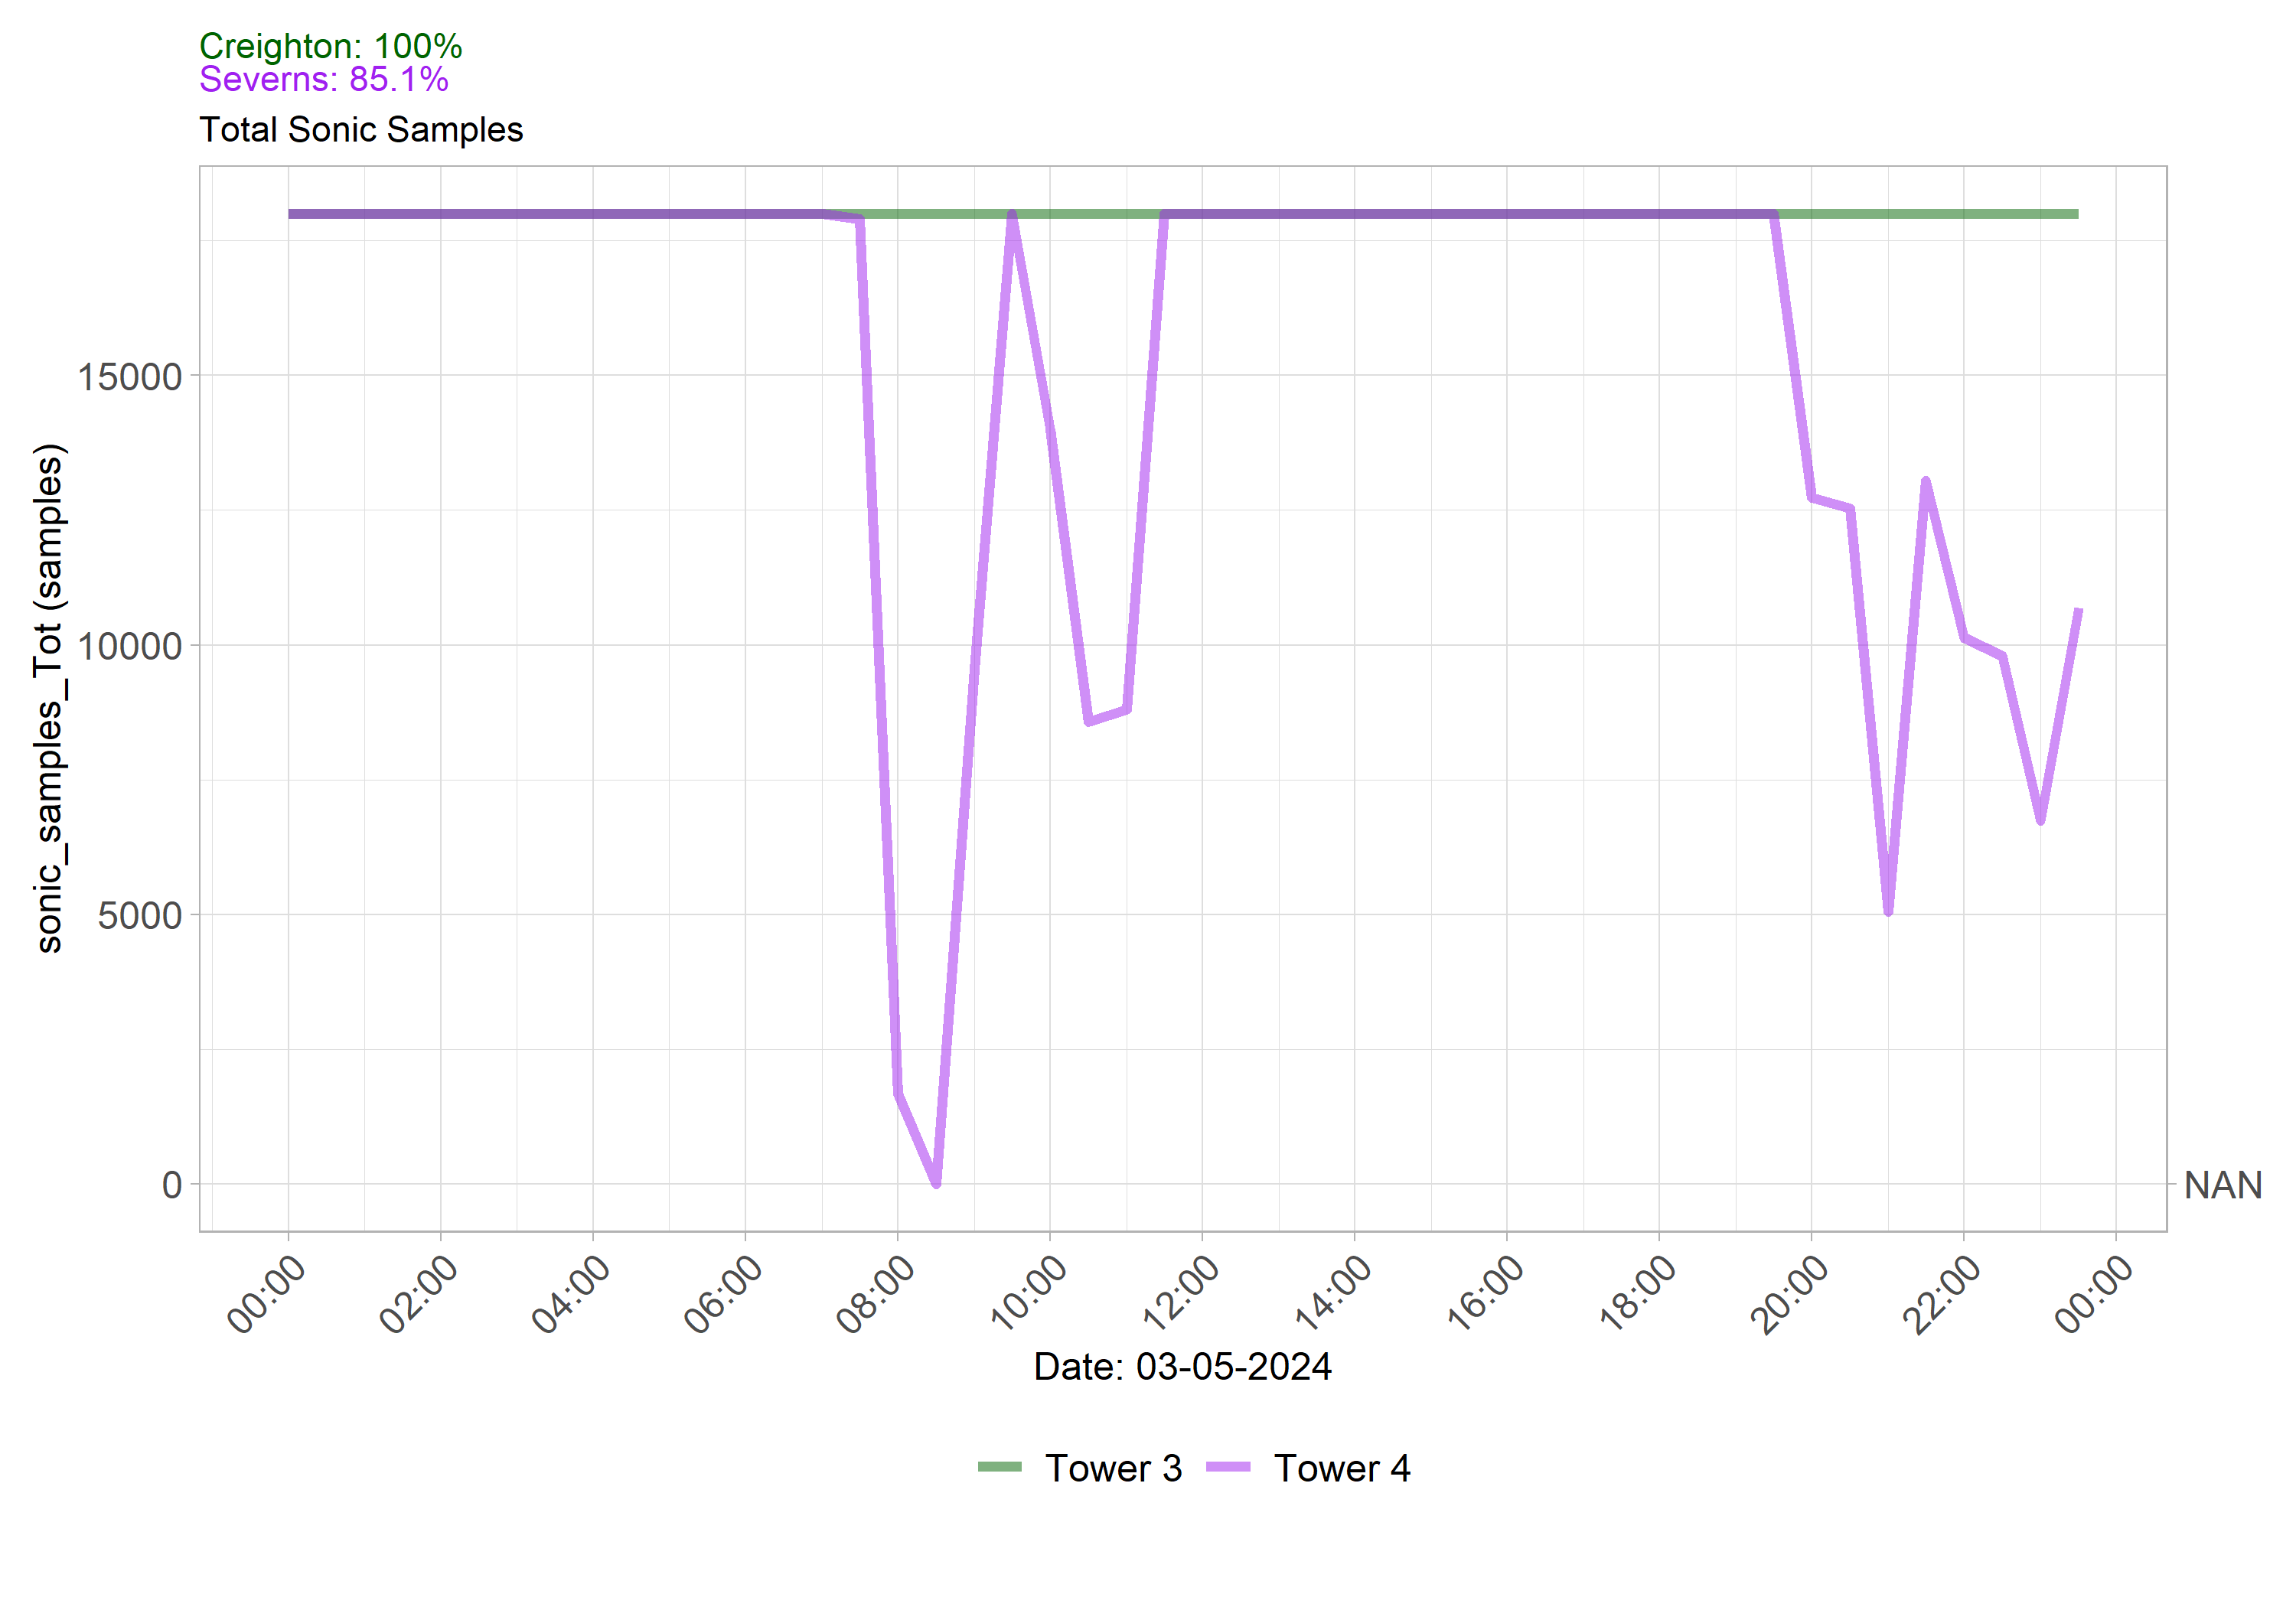 Creighton: 100%
Severns: 85.1%
Total Sonic Samples
sonic_samples_Tot (samples)
15000
10000
5000
0
NAN
00:00
02:00
04:00
06:00
08:00
10:00
12:00
14:00
16:00
18:00
20:00
22:00
00:00
Date: 03-05-2024
Tower 3
Tower 4